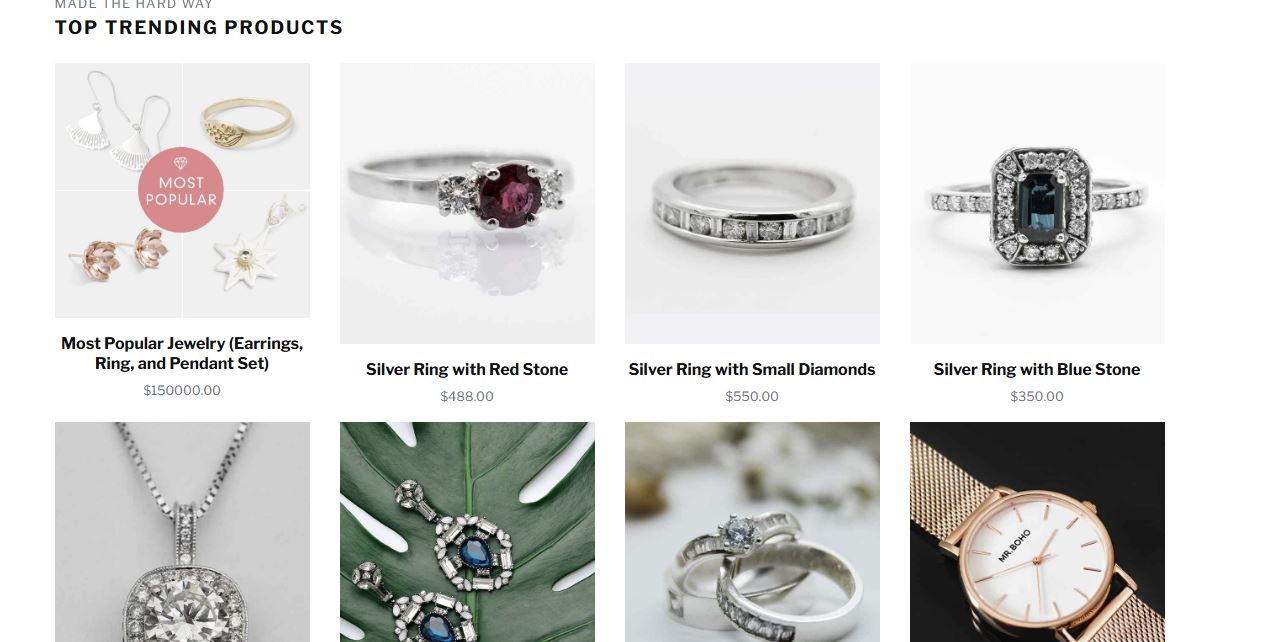 MADE THE HARD WAY
TOP TRENDING PRODUCTS
MOST
POPULAR
Most Popular Jewelry (Earrings,
Ring, and Pendant Set)
$150000.00
Silver Ring with Red Stone
$488.00
Silver Ring with Small Diamonds
$550.00
Silver Ring with Blue Stone
$350.00
MR.BOHO